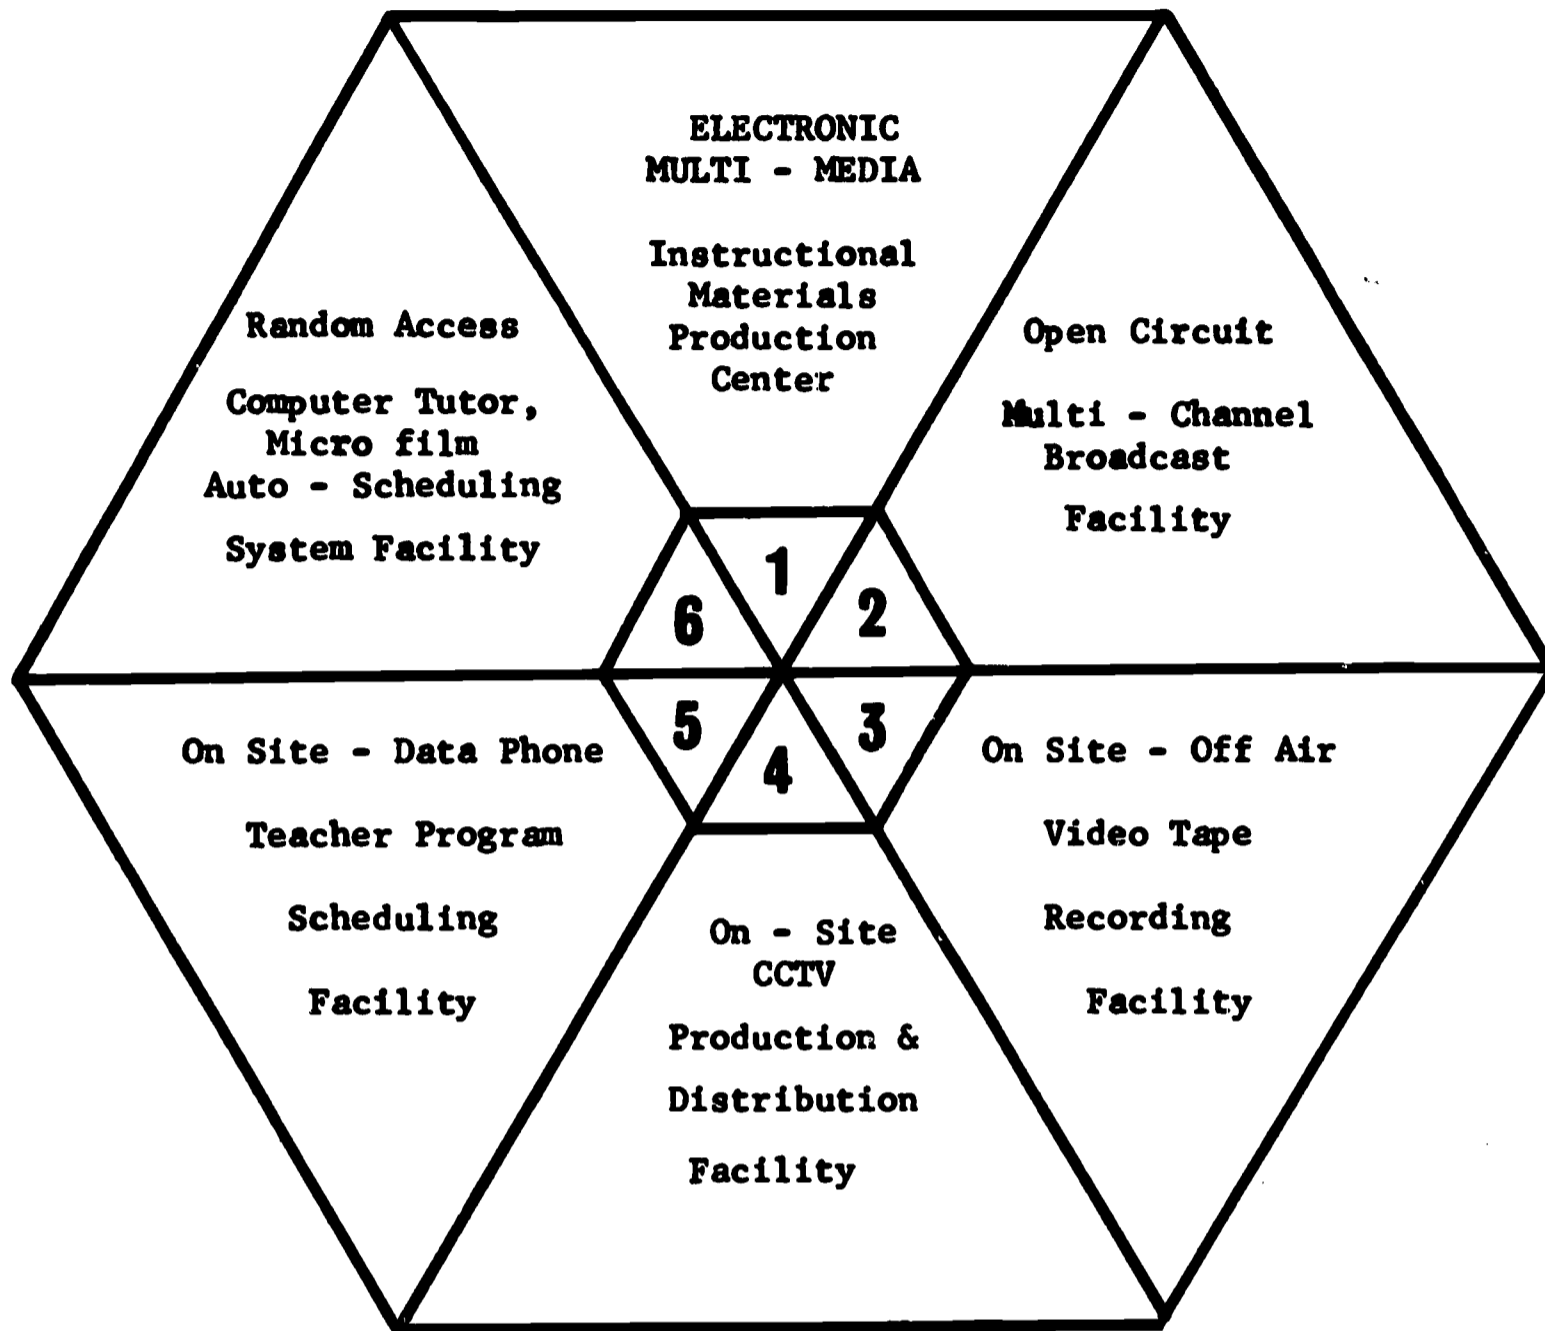 ELECTRONIC
MULTI - MEDIA
Instructional
Materials
Production
Center
1
Open Circuit
Multi - Channel
Broadcast
Facility
2
On Site - Off Air
Video Tape
Recording
Facility
3
On - Site
CCTV
Production &
Distribution
Facility
4
On Site - Data Phone
Teacher Program
Scheduling
Facility
5
Random Access
Computer Tutor,
Micro film
Auto - Scheduling
System Facility
6